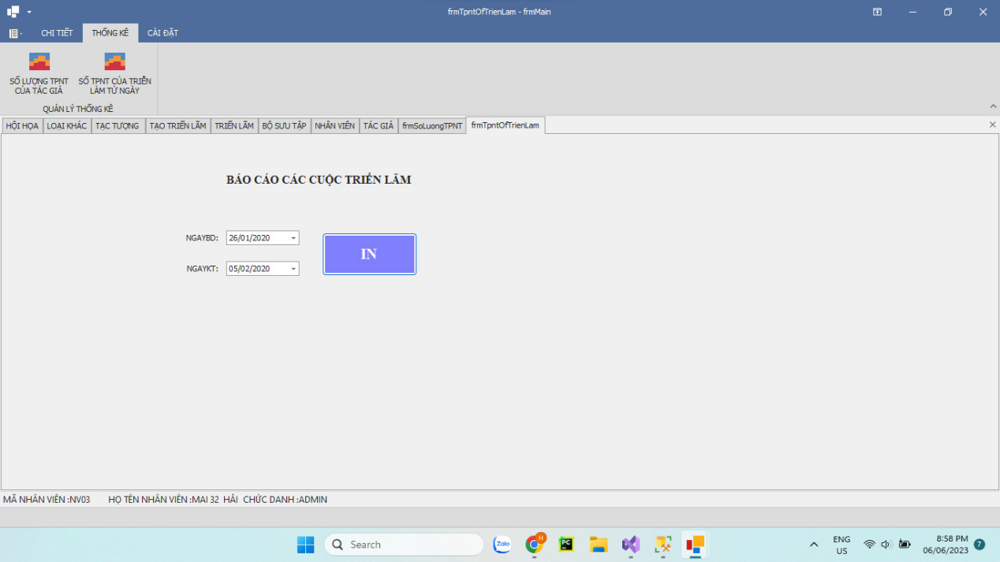 frmTpntOfTrienLam - frmMain
CHI TIẾT THỐNG KÊ CÀI ĐẶT
SỐ LƯỢNG TPNT CỦA TÁC GIẢ
SỐ TPNT CỦA TRIỄN LÃM TỪ NGÀY
QUẢN LÝ THỐNG KÊ
HỘI HỌA LOẠI KHÁC TẠC TƯỢNG TẠO TRIỂN LÃM TRIỂN LÃM BỘ SƯU TẬP NHÂN VIÊN TÁC GIẢ frmSoLuongTPNT frmTpntOfTrienLam
BÁO CÁO CÁC CUỘC TRIỂN LÃM
NGAYBD: 26/01/2020
IN
NGAYKT: 05/02/2020
MÃ NHÂN VIÊN :NV03 HỌ TÊN NHÂN VIÊN :MAI 32 HẢI CHỨC DANH :ADMIN
Search
Zalo
H
PC
ENG
US
8:58 PM
06/06/2023
7